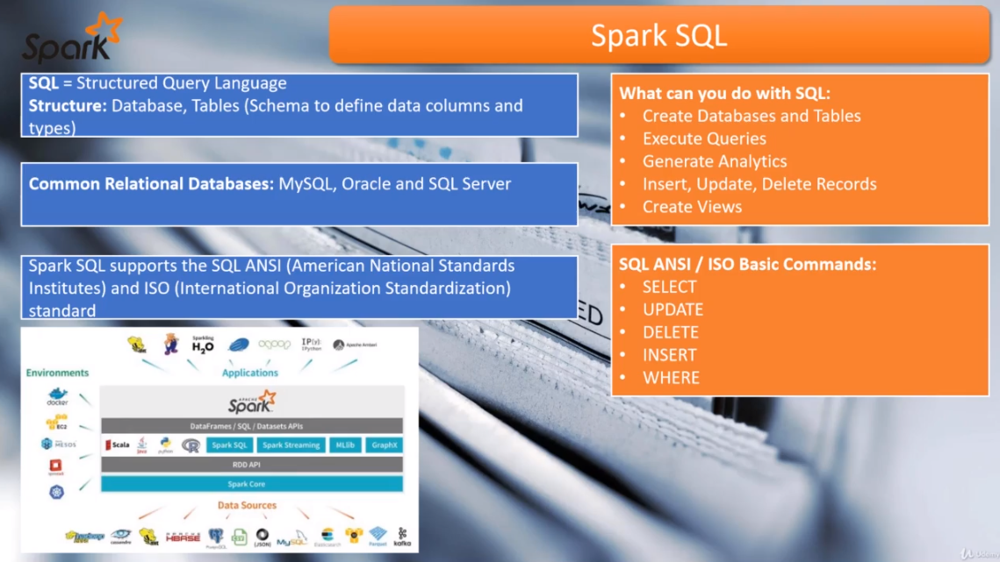 Spark
Spark SQL
SQL = Structured Query Language
Structure: Database, Tables (Schema to define data columns and
types)
Common Relational Databases: MySQL, Oracle and SQL Server
Spark SQL supports the SQL ANSI (American National Standards
Institutes) and ISO (International Organization Standardization)
standard
What can you do with SQL:
• Create Databases and Tables
• Execute Queries
• Generate Analytics
• Insert, Update, Delete Records
• Create Views
SQL ANSI / ISO Basic Commands:
• SELECT
• UPDATE
• DELETE
• INSERT
• WHERE
ED
Sparkling
H2O
IP[y]:
IPython
Apache Ambari
Environments
Applications
docker
EC2
MESOS
APACHE
Spark
DataFrames / SQL / Datasets APIs
Scala
Java
python
R
Spark SQL
Spark Streaming
MLlib
GraphX
RDD API
Spark Core
Data Sources
cassandra
APACHE
HBASE
PostgreSQL
CSV
{JSON}
MySQL
Elasticsearch
Parquet
kafka
Udemy